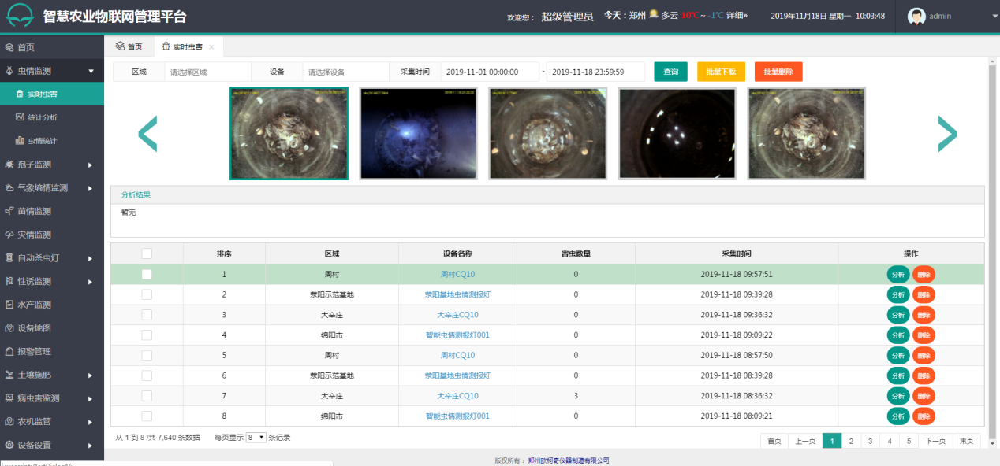 智慧农业物联网管理平台
欢迎您： 超级管理员 今天：郑州 多云 10℃~ -1℃ 详细» 2019年11月18日 星期一 10:03:48 admin
首页
虫情监测
实时虫害
统计分析
虫情统计
孢子监测
气象墒情监测
苗情监测
灾情监测
自动杀虫灯
性诱监测
水产监测
设备地图
报警管理
土壤施肥
病虫害监测
农机监管
设备设置
首页 实时虫害 ×
区域 请选择区域 设备 请选择设备 采集时间 2019-11-01 00:00:00 - 2019-11-18 23:59:59 查询 批量下载 批量删除
分析结果
暂无
排序 区域 设备名称 害虫数量 采集时间 操作
1 周村 周村CQ10 0 2019-11-18 09:57:51 分析 删除
2 荥阳示范基地 荥阳基地虫情测报灯 0 2019-11-18 09:39:28 分析 删除
3 大辛庄 大辛庄CQ10 0 2019-11-18 09:36:32 分析 删除
4 绵阳市 智能虫情测报灯001 0 2019-11-18 09:09:22 分析 删除
5 周村 周村CQ10 0 2019-11-18 08:57:50 分析 删除
6 荥阳示范基地 荥阳基地虫情测报灯 0 2019-11-18 08:39:28 分析 删除
7 大辛庄 大辛庄CQ10 3 2019-11-18 08:36:32 分析 删除
8 绵阳市 智能虫情测报灯001 0 2019-11-18 08:09:21 分析 删除
从 1 到 8 /共 7,640 条数据 每页显示 8 条记录
首页 上一页 1 2 3 4 5 下一页 末页
版权所有： 郑州欧柯奇仪器制造有限公司